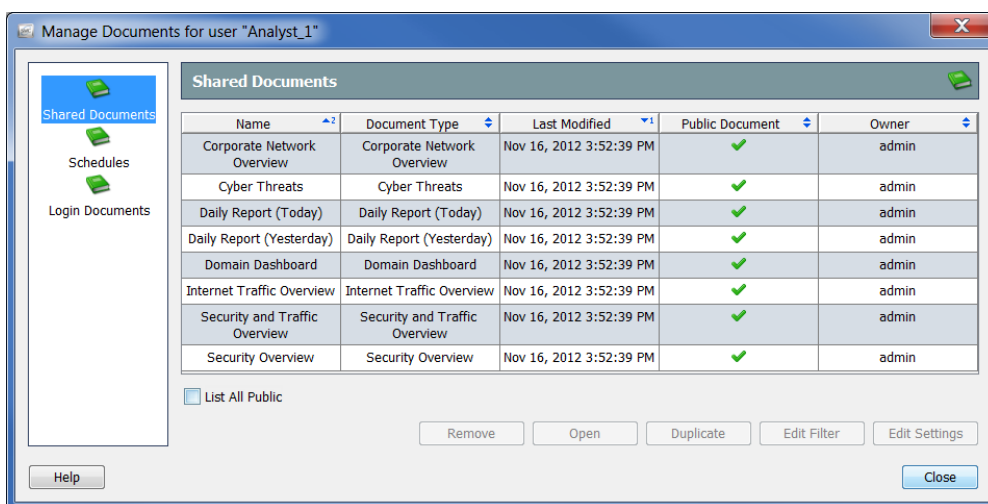 Manage Documents for user "Analyst_1"
X
Shared Documents
Schedules
Login Documents
Shared Documents
Name 2 Document Type Last Modified 1 Public Document Owner
Corporate Network Corporate Network Nov 16, 2012 3:52:39 PM admin
Overview Overview
Cyber Threats Cyber Threats Nov 16, 2012 3:52:39 PM admin
Daily Report (Today) Daily Report (Today) Nov 16, 2012 3:52:39 PM admin
Daily Report (Yesterday) Daily Report (Yesterday) Nov 16, 2012 3:52:39 PM admin
Domain Dashboard Domain Dashboard Nov 16, 2012 3:52:39 PM admin
Internet Traffic Overview Internet Traffic Overview Nov 16, 2012 3:52:39 PM admin
Security and Traffic Security and Traffic Nov 16, 2012 3:52:39 PM admin
Overview Overview
Security Overview Security Overview Nov 16, 2012 3:52:39 PM admin
List All Public
Remove Open Duplicate Edit Filter Edit Settings
Help Close